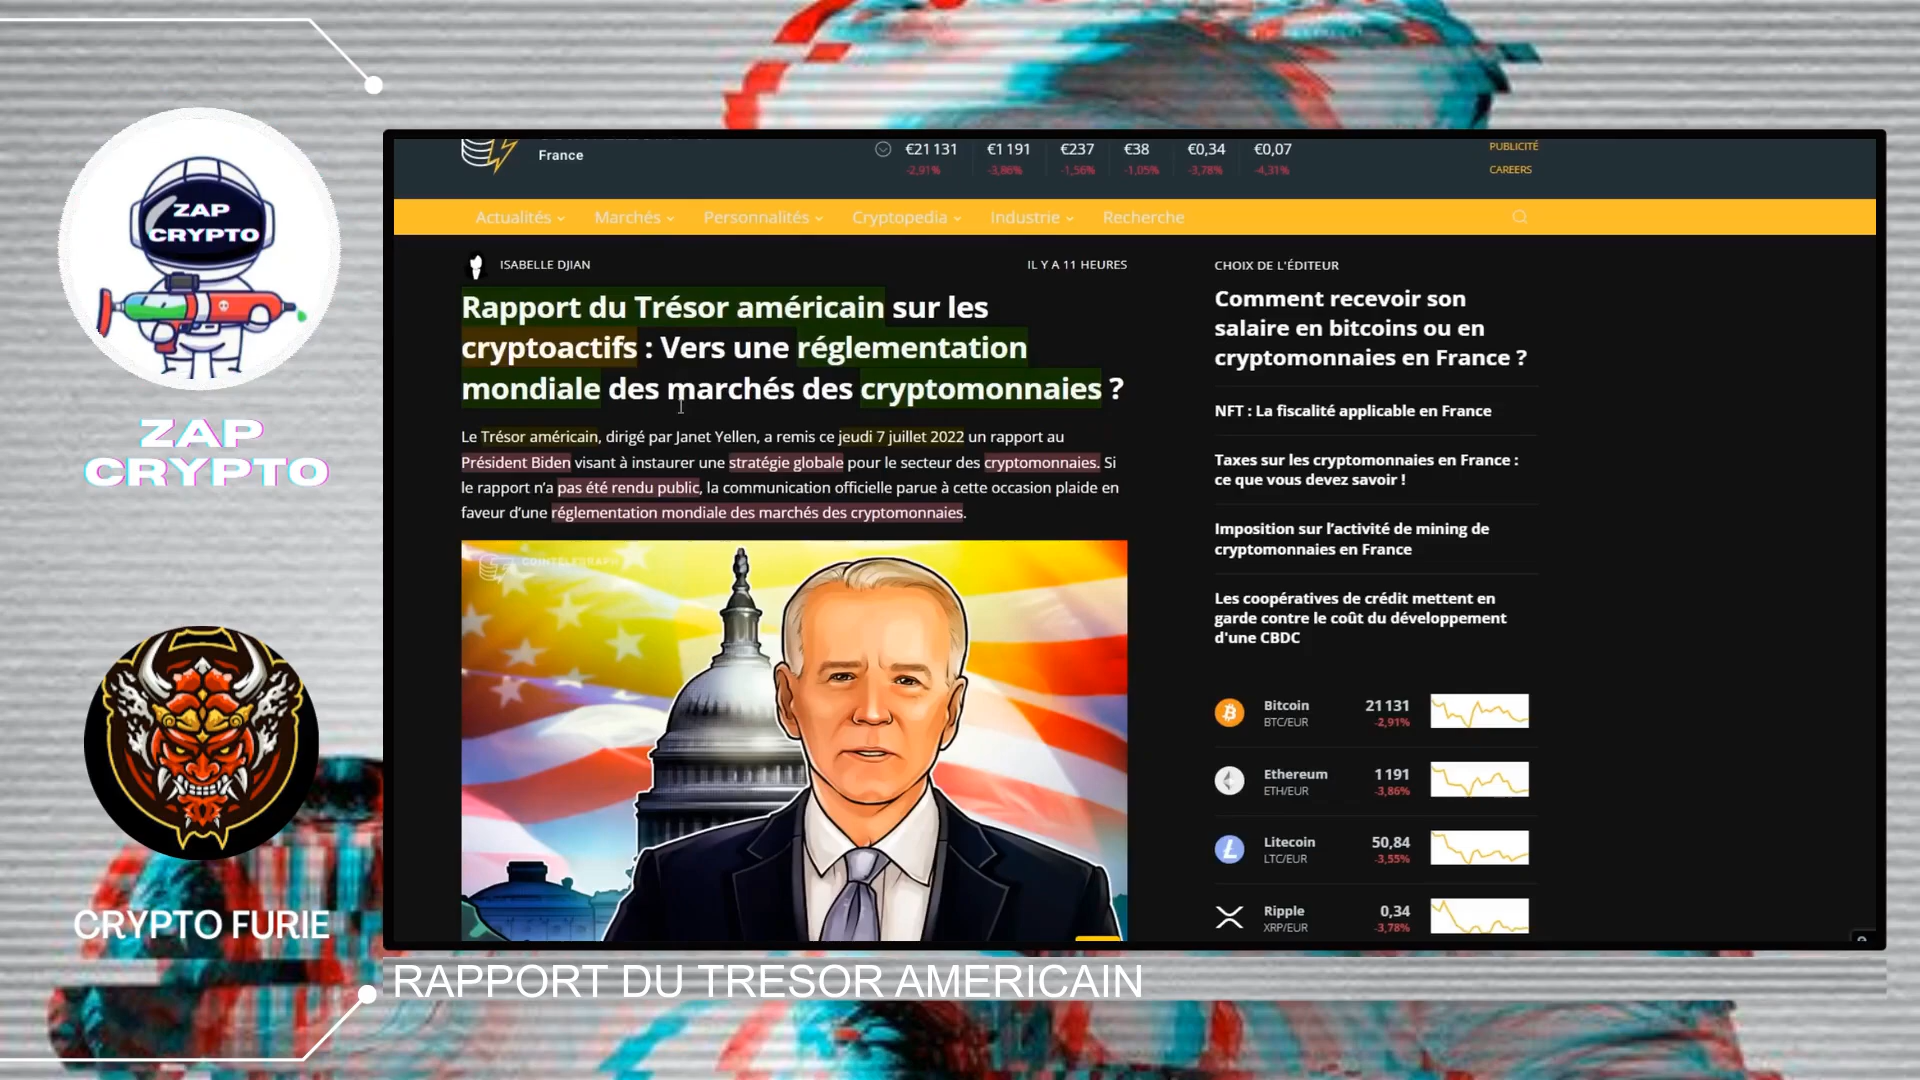 ZAP
CRYPTO
ZAP
CRYPTO
CRYPTO FURIE
France
€21 131
€1 191
€237
€38
€0,34
€0,07
-2,91%
-3,86%
-1,56%
-1,05%
-3,78%
-4,31%
PUBLICITÉ
CAREERS
Actualités
Marchés
Personnalités
Cryptopedia
Industrie
Recherche
ISABELLE DJIAN
IL Y A 11 HEURES
Rapport du Trésor américain sur les
cryptoactifs : Vers une réglementation
mondiale des marchés des cryptomonnaies ?
Le Trésor américain, dirigé par Janet Yellen, a remis ce jeudi 7 juillet 2022 un rapport au
Président Biden visant à instaurer une stratégie globale pour le secteur des cryptomonnaies. Si
le rapport n'a pas été rendu public, la communication officielle parue à cette occasion plaide en
faveur d'une réglementation mondiale des marchés des cryptomonnaies.
COINTELEGRAPH
CHOIX DE L'ÉDITEUR
Comment recevoir son
salaire en bitcoins ou en
cryptomonnaies en France ?
NFT : La fiscalité applicable en France
Taxes sur les cryptomonnaies en France :
ce que vous devez savoir !
Imposition sur l'activité de mining de
cryptomonnaies en France
Les coopératives de crédit mettent en
garde contre le coût du développement
d'une CBDC
Bitcoin 21 131
BTC/EUR -2,91%
Ethereum 1 191
ETH/EUR -3,86%
Litecoin 50,84
LTC/EUR -3,55%
Ripple 0,34
XRP/EUR -3,78%
RAPPORT DU TRESOR AMERICAIN